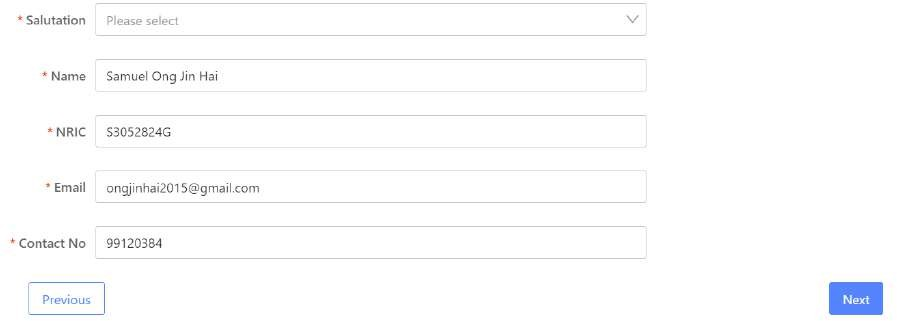 * Salutation Please select
* Name Samuel Ong Jin Hai
* NRIC S3052824G
* Email ongjinhai2015@gmail.com
* Contact No 99120384
Previous Next